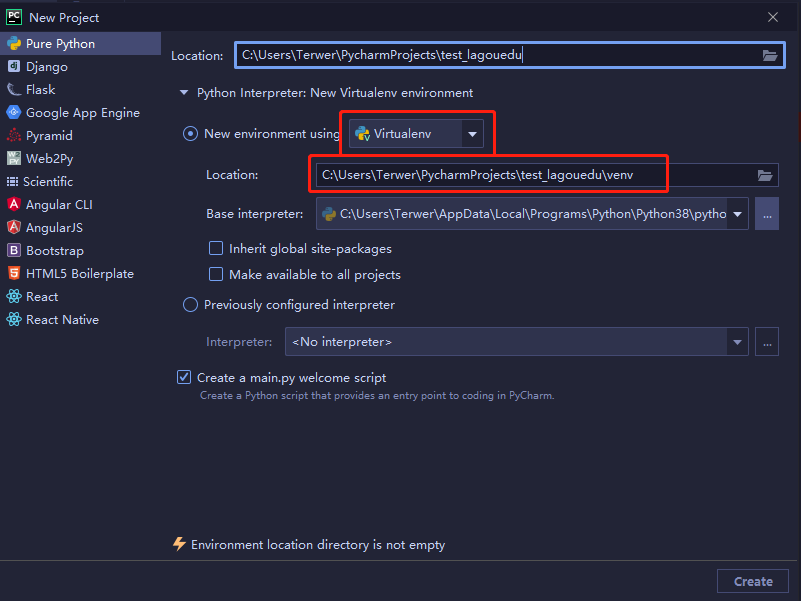 New Project
Pure Python
Django
Flask
Google App Engine
Pyramid
Web2Py
Scientific
Angular CLI
AngularJS
Bootstrap
HTML5 Boilerplate
React
React Native
Location: C:\Users\Terwer\PycharmProjects\test_lagouedu
Python Interpreter: New Virtualenv environment
New environment using Virtualenv
Location: C:\Users\Terwer\PycharmProjects\test_lagouedu\venv
Base interpreter: C:\Users\Terwer\AppData\Local\Programs\Python\Python38\pytho ...
Inherit global site-packages
Make available to all projects
Previously configured interpreter
Interpreter: <No interpreter> ...
Create a main.py welcome script
Create a Python script that provides an entry point to coding in PyCharm.
Environment location directory is not empty
Create